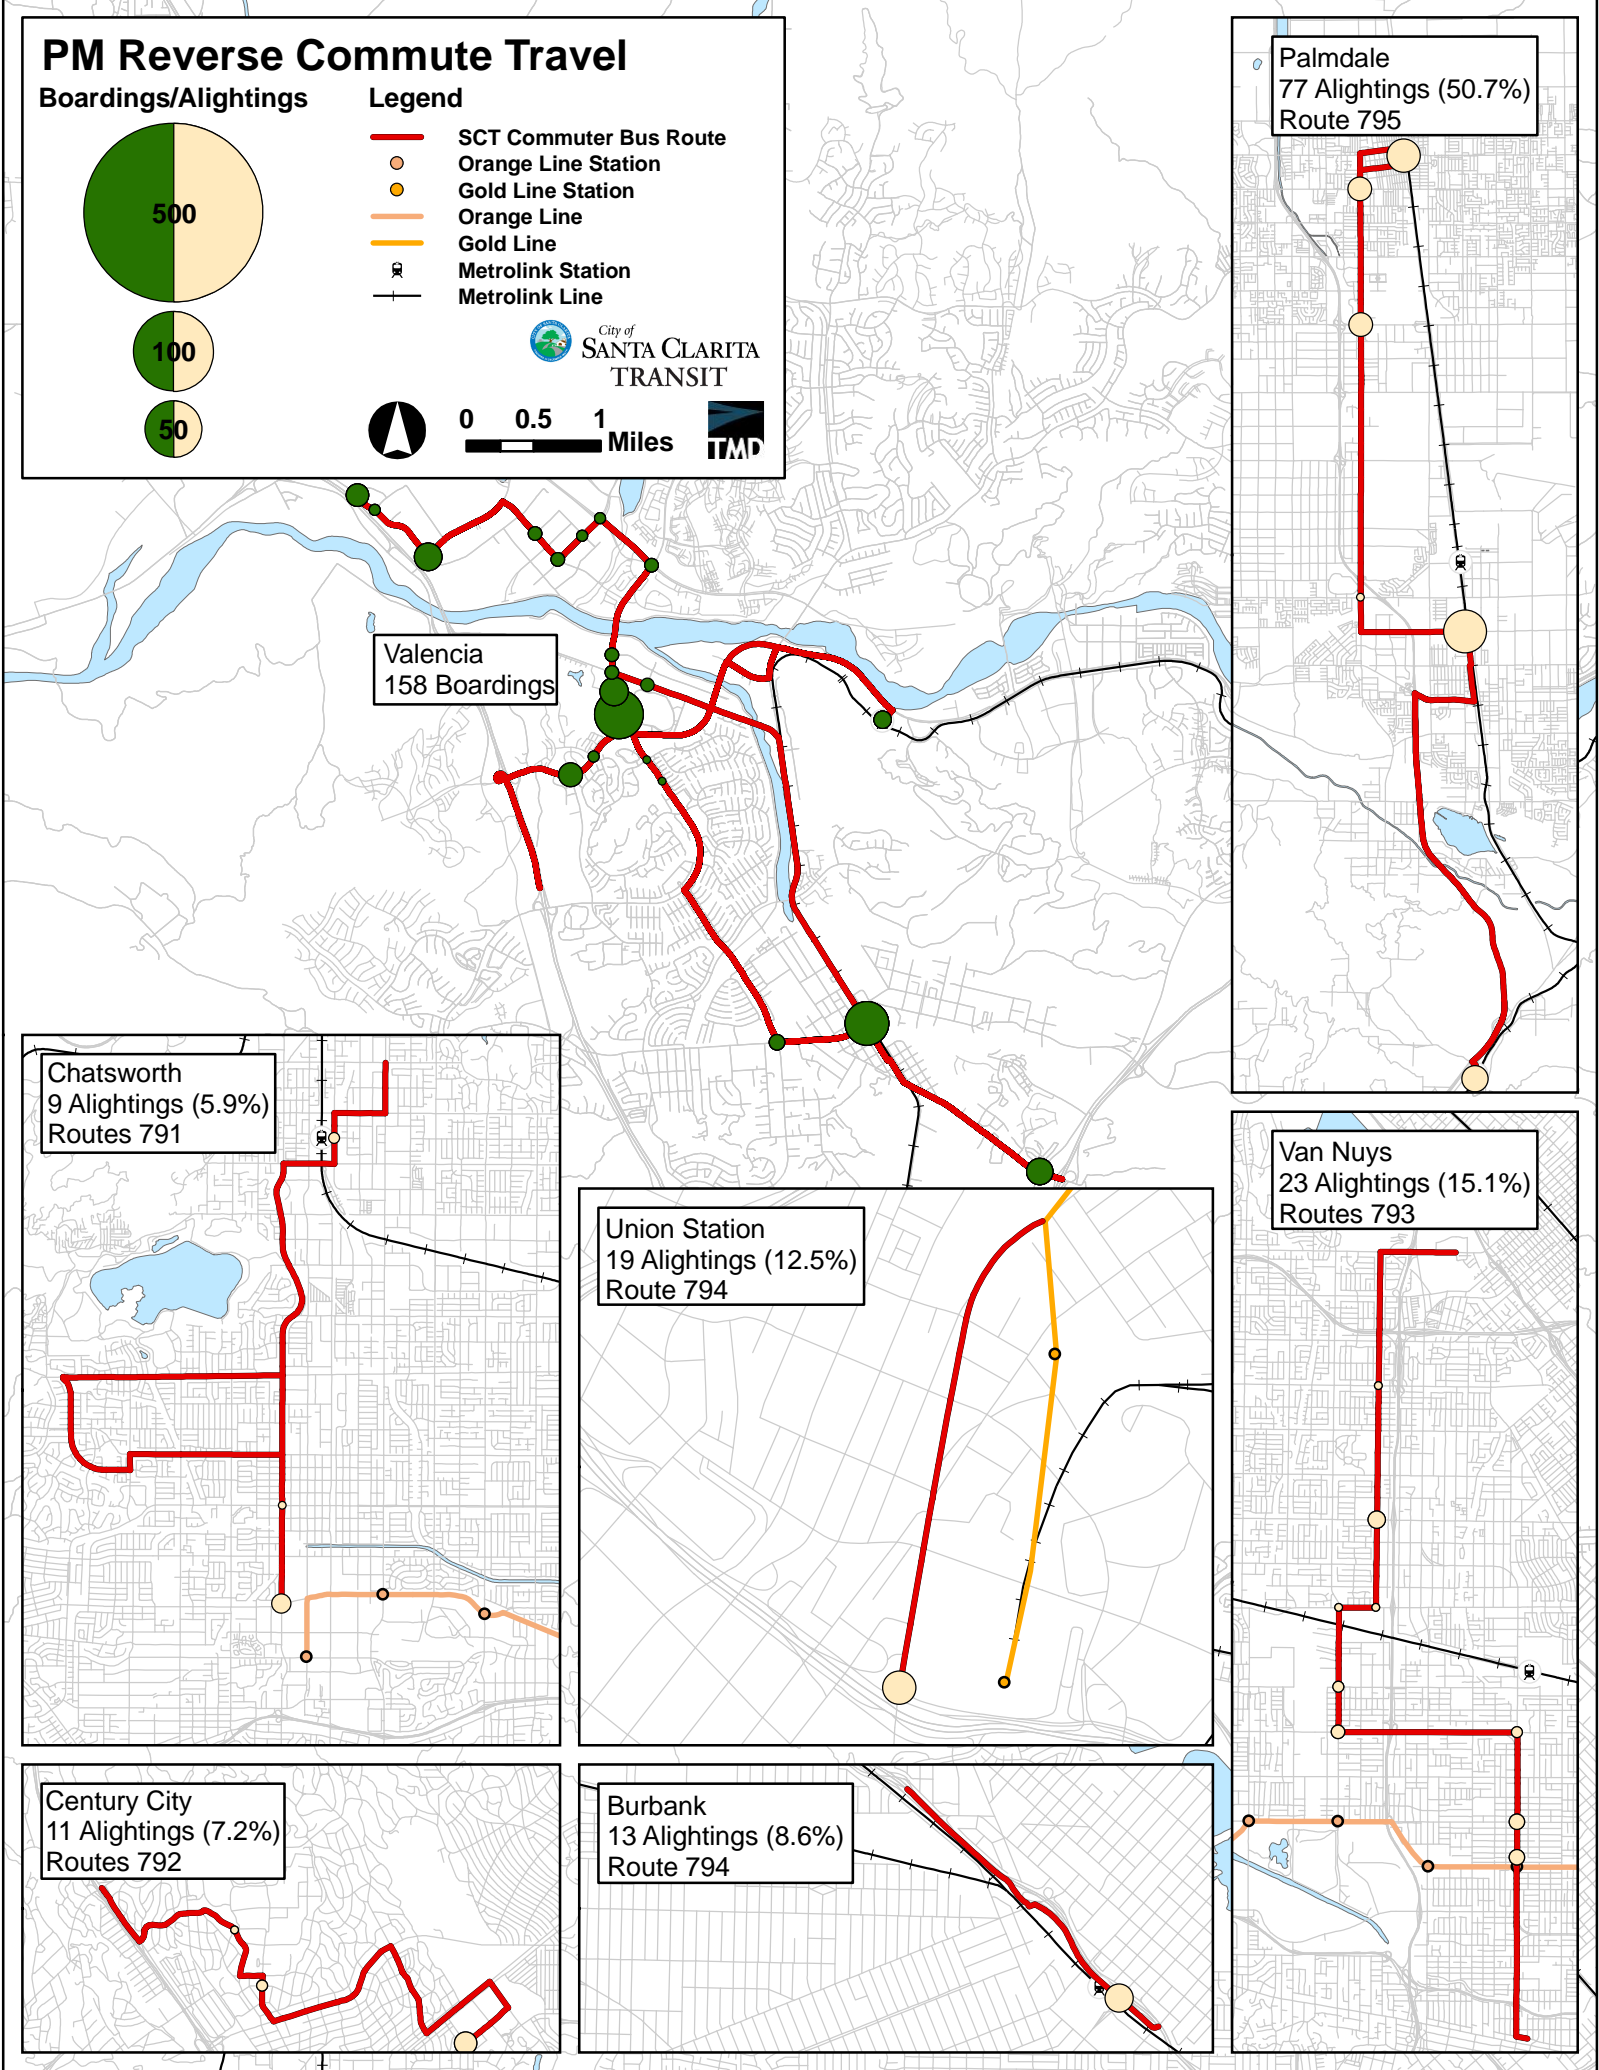 PM Reverse Commute Travel
Boardings/Alightings
500
100
50
Legend
SCT Commuter Bus Route
Orange Line Station
Gold Line Station
Orange Line
Gold Line
Metrolink Station
Metrolink Line
City of
SANTA CLARITA
TRANSIT
0 0.5 1
Miles
TMD
Palmdale
77 Alightings (50.7%)
Route 795
Valencia
158 Boardings
Chatsworth
9 Alightings (5.9%)
Routes 791
Union Station
19 Alightings (12.5%)
Route 794
Van Nuys
23 Alightings (15.1%)
Routes 793
Century City
11 Alightings (7.2%)
Routes 792
Burbank
13 Alightings (8.6%)
Route 794